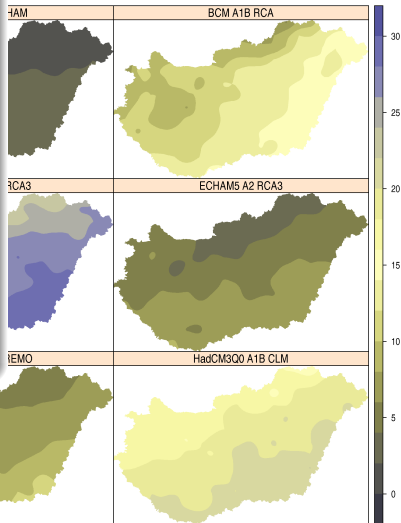 HAM
BCM A1B RCA
RCA3
ECHAM5 A2 RCA3
REMO
HadCM3Q0 A1B CLM
30
25
20
15
10
5
0